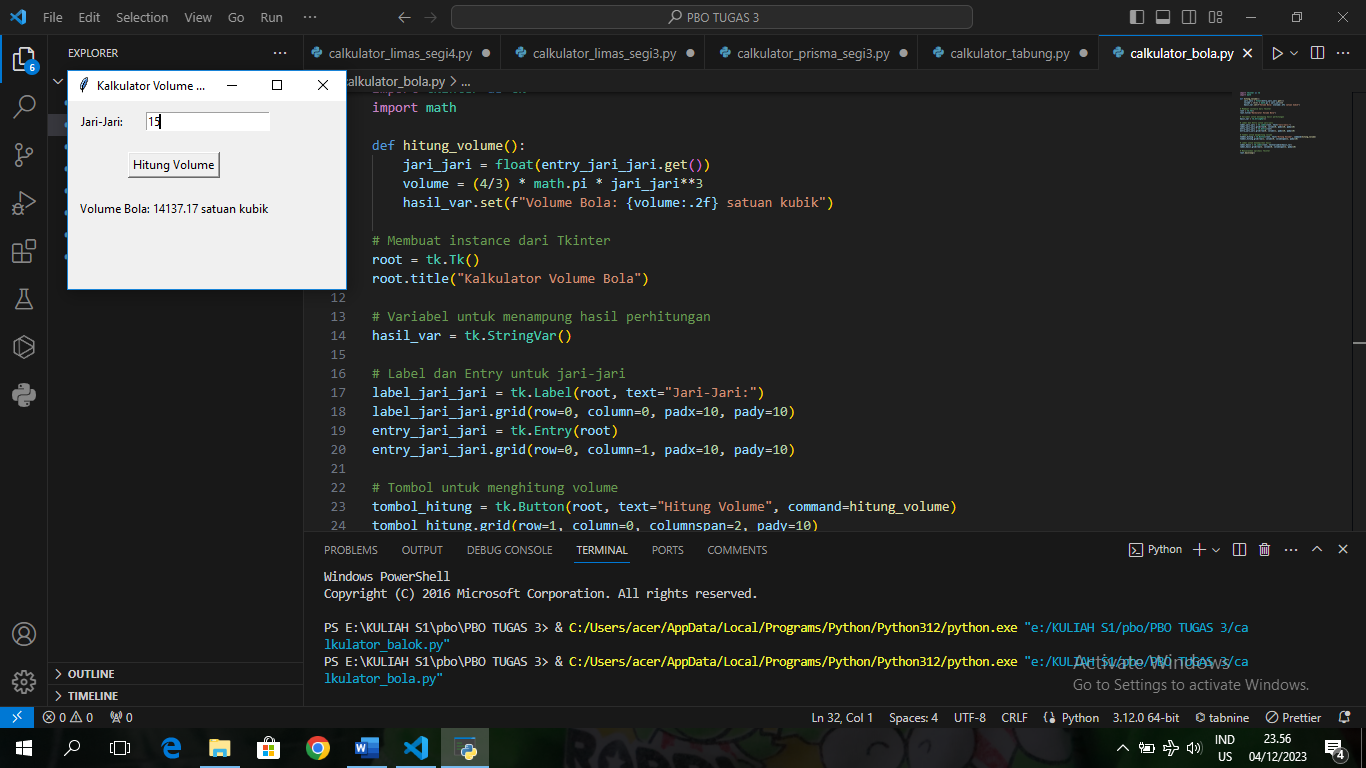 File Edit Selection View Go Run ···
PBO TUGAS 3
EXPLORER
calkulator_limas_segi4.py
calkulator_limas_segi3.py
calkulator_prisma_segi3.py
calkulator_tabung.py
calkulator_bola.py
6
calkulator_bola.py > ...
Kalkulator Volume ...
Jari-Jari: 15
Hitung Volume
Volume Bola: 14137.17 satuan kubik
import math
def hitung_volume():
jari_jari = float(entry_jari_jari.get())
volume = (4/3) * math.pi * jari_jari**3
hasil_var.set(f"Volume Bola: {volume:.2f} satuan kubik")
# Membuat instance dari Tkinter
root = tk.Tk()
root.title("Kalkulator Volume Bola")
12
13 # Variabel untuk menampung hasil perhitungan
14 hasil_var = tk.StringVar()
15
16 # Label dan Entry untuk jari-jari
17 label_jari_jari = tk.Label(root, text="Jari-Jari:")
18 label_jari_jari.grid(row=0, column=0, padx=10, pady=10)
19 entry_jari_jari = tk.Entry(root)
20 entry_jari_jari.grid(row=0, column=1, padx=10, pady=10)
21
22 # Tombol untuk menghitung volume
23 tombol_hitung = tk.Button(root, text="Hitung Volume", command=hitung_volume)
24 tombol_hitung.grid(row=1, column=0, columnspan=2, pady=10)
PROBLEMS OUTPUT DEBUG CONSOLE TERMINAL PORTS COMMENTS
Python
Windows PowerShell
Copyright (C) 2016 Microsoft Corporation. All rights reserved.
PS E:\KULIAH S1\pbo\PBO TUGAS 3> & C:/Users/acer/AppData/Local/Programs/Python/Python312/python.exe "e:/KULIAH S1/pbo/PBO TUGAS 3/ca
lkulator_balok.py"
PS E:\KULIAH S1\pbo\PBO TUGAS 3> & C:/Users/acer/AppData/Local/Programs/Python/Python312/python.exe "e:/KULIAH S1/pbo/PBO TUGAS 3/ca
lkulator_bola.py"
Activate Windows
Go to Settings to activate Windows.
OUTLINE
TIMELINE
0 0 0
Ln 32, Col 1 Spaces: 4 UTF-8 CRLF Python 3.12.0 64-bit tabnine Prettier
IND
US
23.56
04/12/2023
4